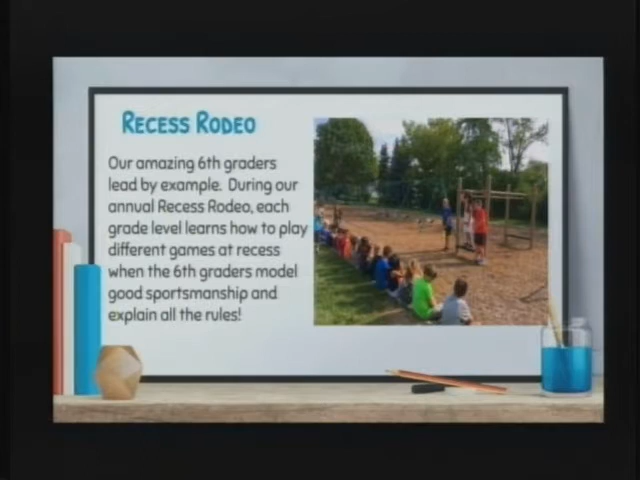 RECESS RODEO
Our amazing 6th graders
lead by example. During our
annual Recess Rodeo, each
grade level learns how to play
different games at recess
when the 6th graders model
good sportsmanship and
explain all the rules!